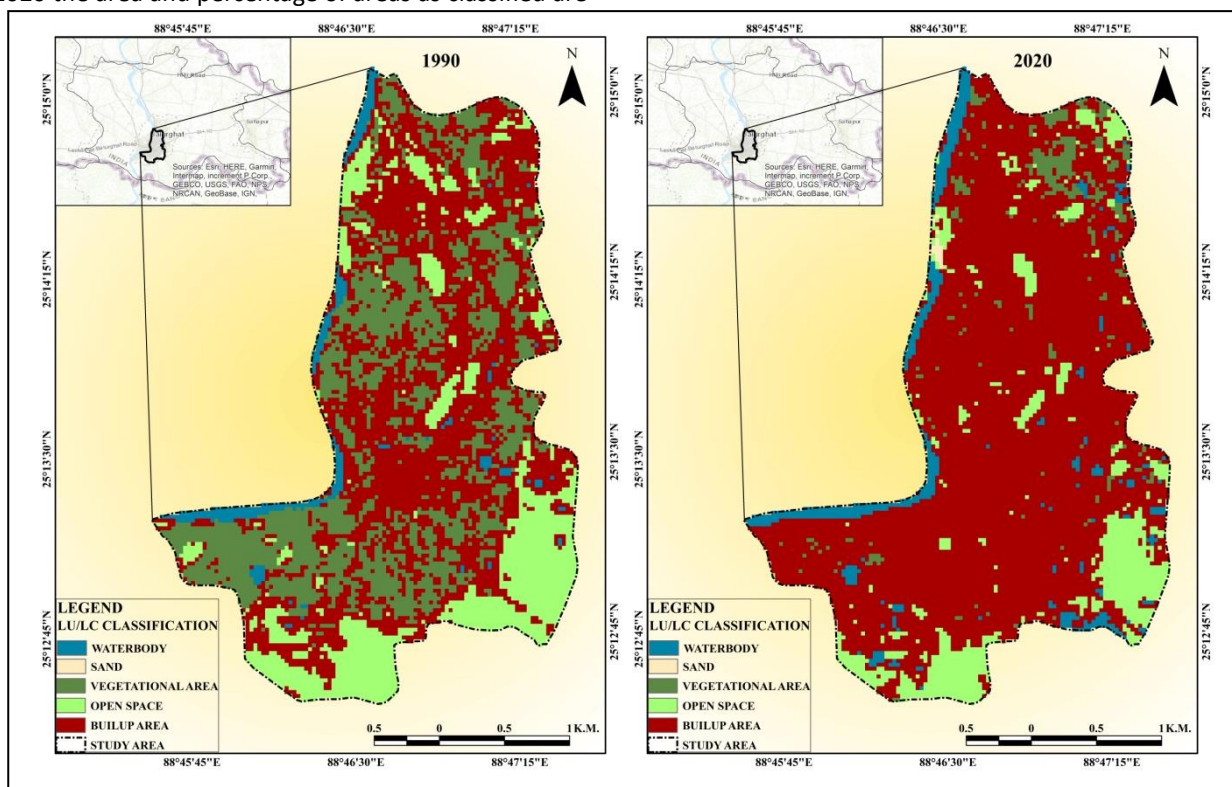 2020 the area and percentage of areas as classified are
88°45'45"E 88°46'30"E 88°47'15"E
88°45'45"E 88°46'30"E 88°47'15"E
1990
N
2020
N
Hilli Road
Balurghat
INDIA
Sources: Esri, HERE, Garmin,
Intermap, increment P Corp.,
GEBCO, USGS, FAO, NPS,
NRCAN, GeoBase, IGN,
Hilli Road
Balurghat
INDIA
Sources: Esri, HERE, Garmin,
Intermap, increment P Corp.,
GEBCO, USGS, FAO, NPS,
NRCAN, GeoBase, IGN,
25°15'0"N
25°14'15"N
25°13'30"N
25°12'45"N
25°15'0"N
25°14'15"N
25°13'30"N
25°12'45"N
25°15'0"N
25°14'15"N
25°13'30"N
25°12'45"N
25°15'0"N
25°14'15"N
25°13'30"N
25°12'45"N
LEGEND
LU/LC CLASSIFICATION
WATERBODY
SAND
VEGETATIONAL AREA
OPEN SPACE
BUILUP AREA
STUDY AREA
0.5 0 0.5 1 K.M.
LEGEND
LU/LC CLASSIFICATION
WATERBODY
SAND
VEGETATIONAL AREA
OPEN SPACE
BUILUP AREA
STUDY AREA
0.5 0 0.5 1 K.M.
88°45'45"E 88°46'30"E 88°47'15"E
88°45'45"E 88°46'30"E 88°47'15"E